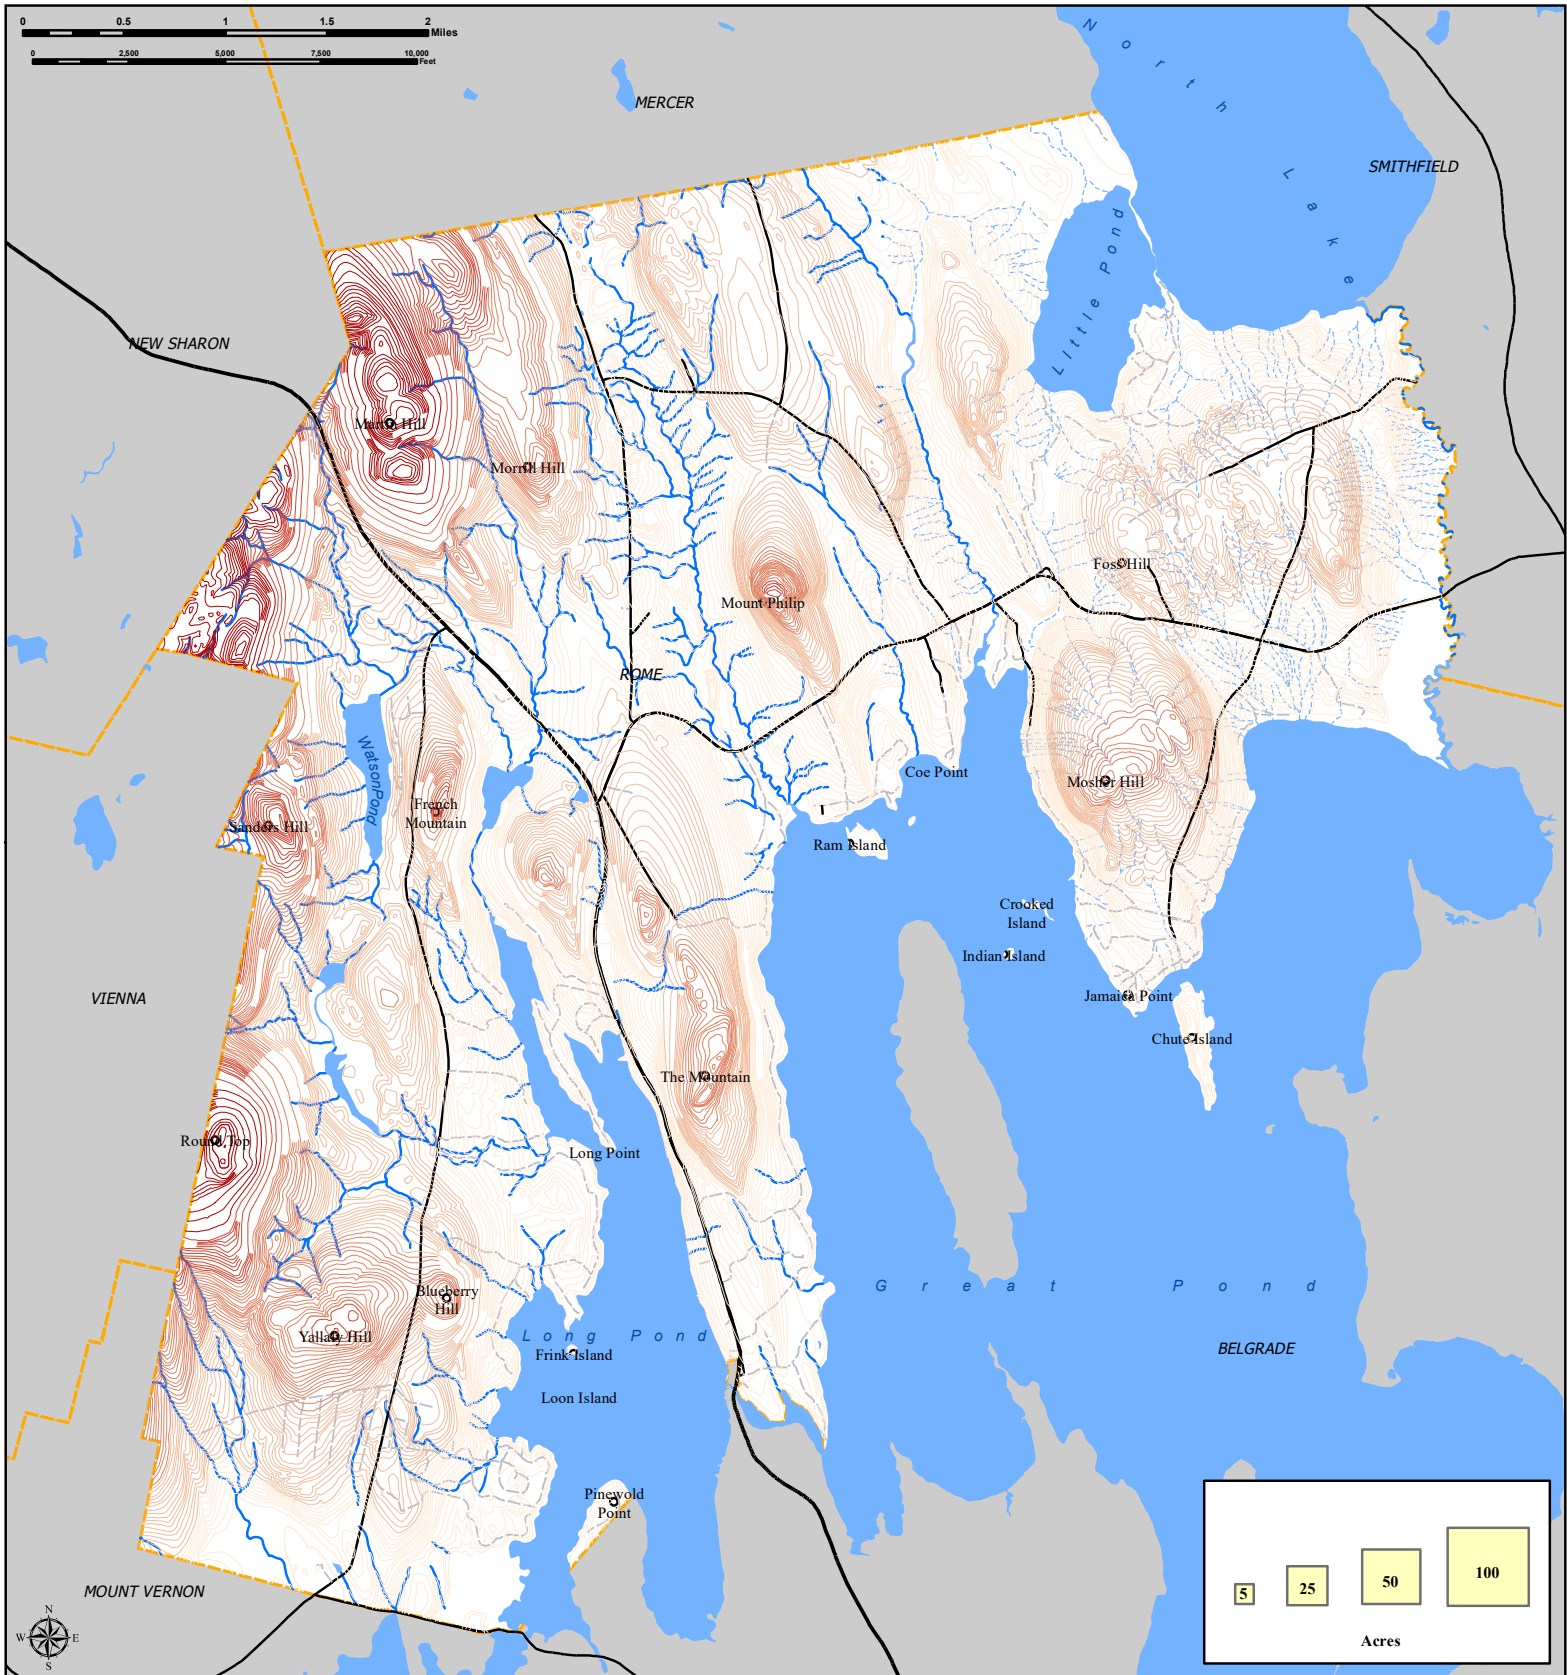 0 0.5 1 1.5 2
Miles
0 2,500 5,000 7,500 10,000
Feet
North Lake
MERCER
SMITHFIELD
Little Pond
NEW SHARON
Martin Hill
Morrill Hill
Foss Hill
Mount Philip
ROME
Watson Pond
Coe Point
Mosher Hill
French
Mountain
Sanders Hill
Ram Island
Crooked
Island
Indian Island
VIENNA
Jamaica Point
Chute Island
The Mountain
Round Top
Long Point
Great Pond
Blueberry
Hill
Yallaly Hill
Long Pond
BELGRADE
Frink Island
Loon Island
Pinewold
Point
MOUNT VERNON
N
W E
S
5 25 50 100
Acres